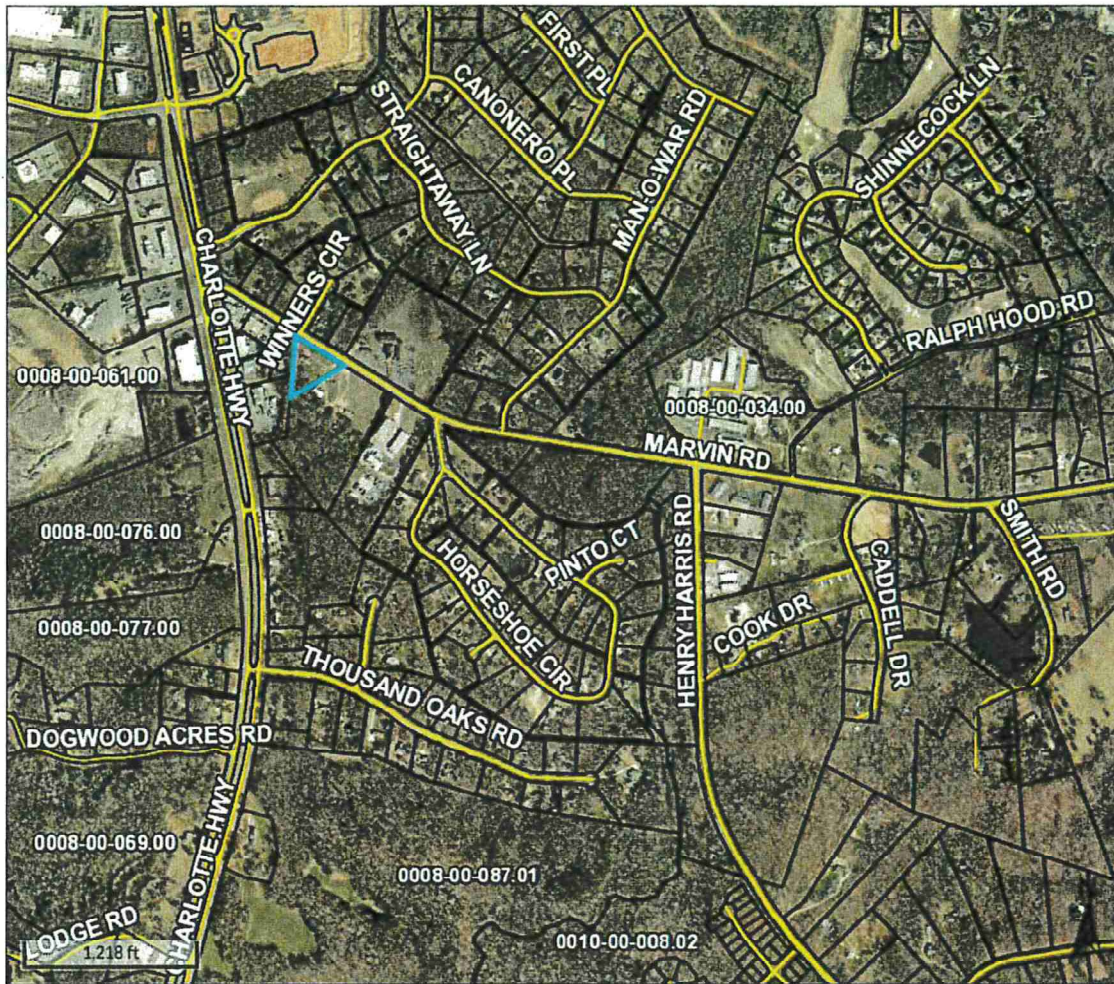 FIRST PL
CANONERO PL
STRAIGHTAWAY LN
MAN-O-WAR RD
SHINNECOCK LN
CHARLOTTE HWY
WINNERS CIR
RALPH HOOD RD
0008-00-061.00
0008-00-034.00
MARVIN RD
HENRY HARRIS RD
SMITH RD
0008-00-076.00
HORSESHOE CIR
PINTO CT
CADDELL DR
COOK DR
0008-00-077.00
THOUSAND OAKS RD
DOGWOOD ACRES RD
CHARLOTTE HWY
0008-00-069.00
0008-00-087.01
LODGE RD
0010-00-008.02
1,218 ft